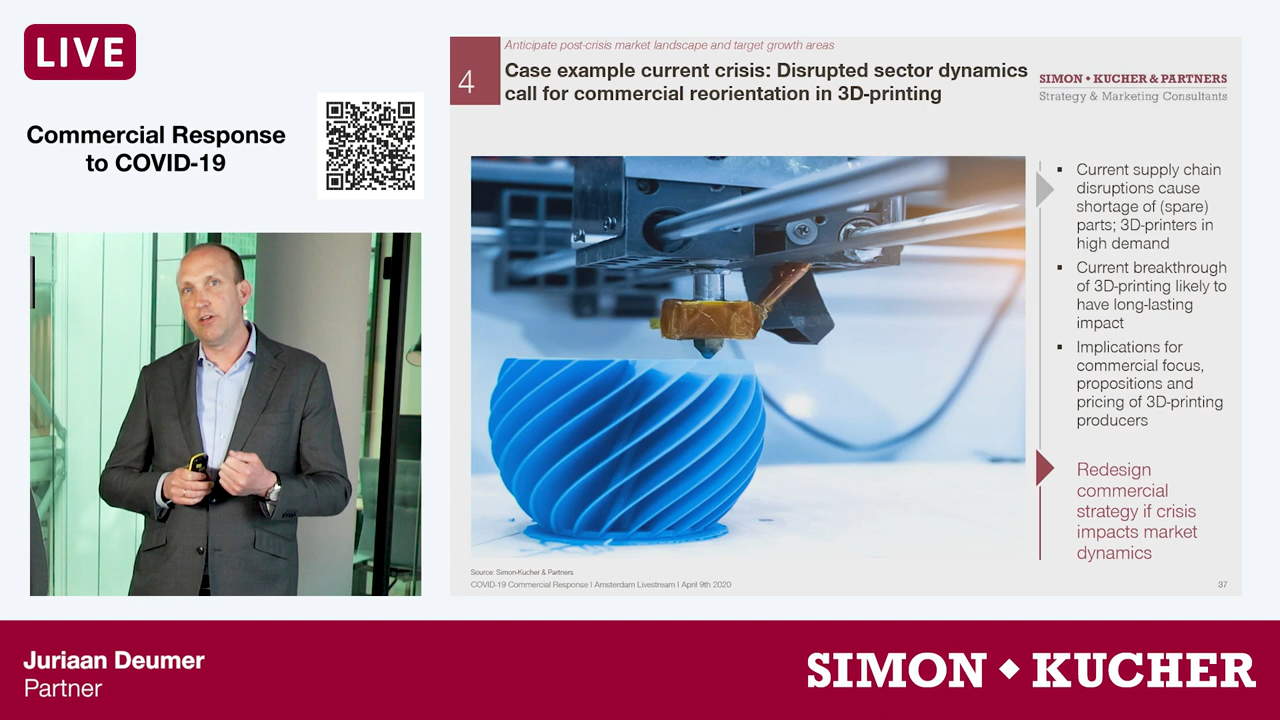 LIVE
Commercial Response
to COVID-19
Anticipate post-crisis market landscape and target growth areas
4
Case example current crisis: Disrupted sector dynamics
call for commercial reorientation in 3D-printing
SIMON • KUCHER & PARTNERS
Strategy & Marketing Consultants
▪ Current supply chain
disruptions cause
shortage of (spare)
parts; 3D-printers in
high demand
▪ Current breakthrough
of 3D-printing likely to
have long-lasting
impact
▪ Implications for
commercial focus,
propositions and
pricing of 3D-printing
producers
Redesign
commercial
strategy if crisis
impacts market
dynamics
Source: Simon-Kucher & Partners
COVID-19 Commercial Response I Amsterdam Livestream I April 9th 2020
37
Juriaan Deumer
Partner
SIMON ◆ KUCHER